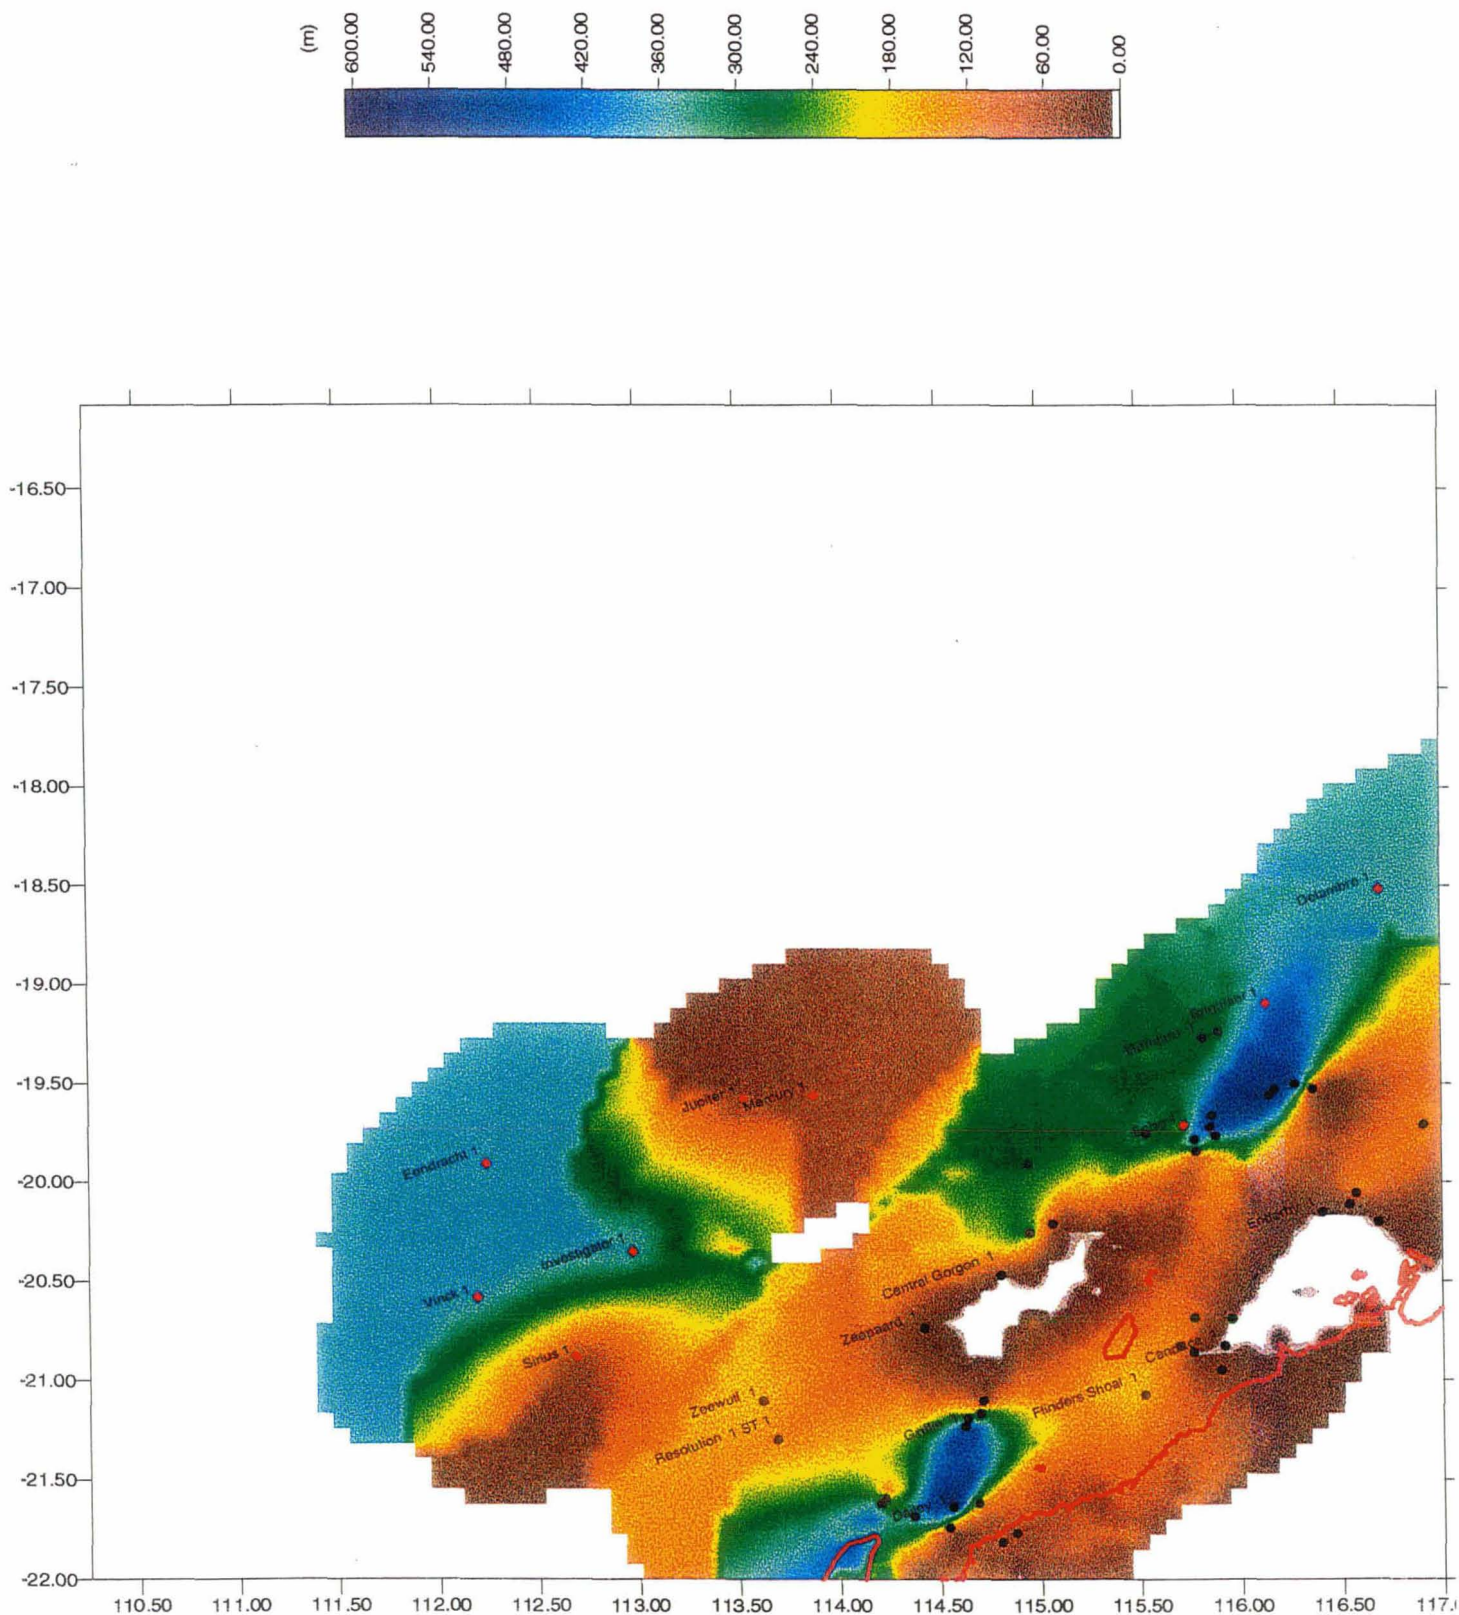 (m)
600.00
540.00
480.00
420.00
360.00
300.00
240.00
180.00
120.00
60.00
0.00
-16.50
-17.00
-17.50
-18.00
-18.50
-19.00
-19.50
-20.00
-20.50
-21.00
-21.50
-22.00
Delambre 1
Jupiter 1
Mercury 1
Eendracht 1
Investigator 1
Vinck 1
Sirius 1
Enderby 1
Central Gorgon 1
Zeepaard 1
Zeewulf 1
Resolution 1 ST 1
Flinders Shoal 1
110.50 111.00 111.50 112.00 112.50 113.00 113.50 114.00 114.50 115.00 115.50 116.00 116.50 117.0